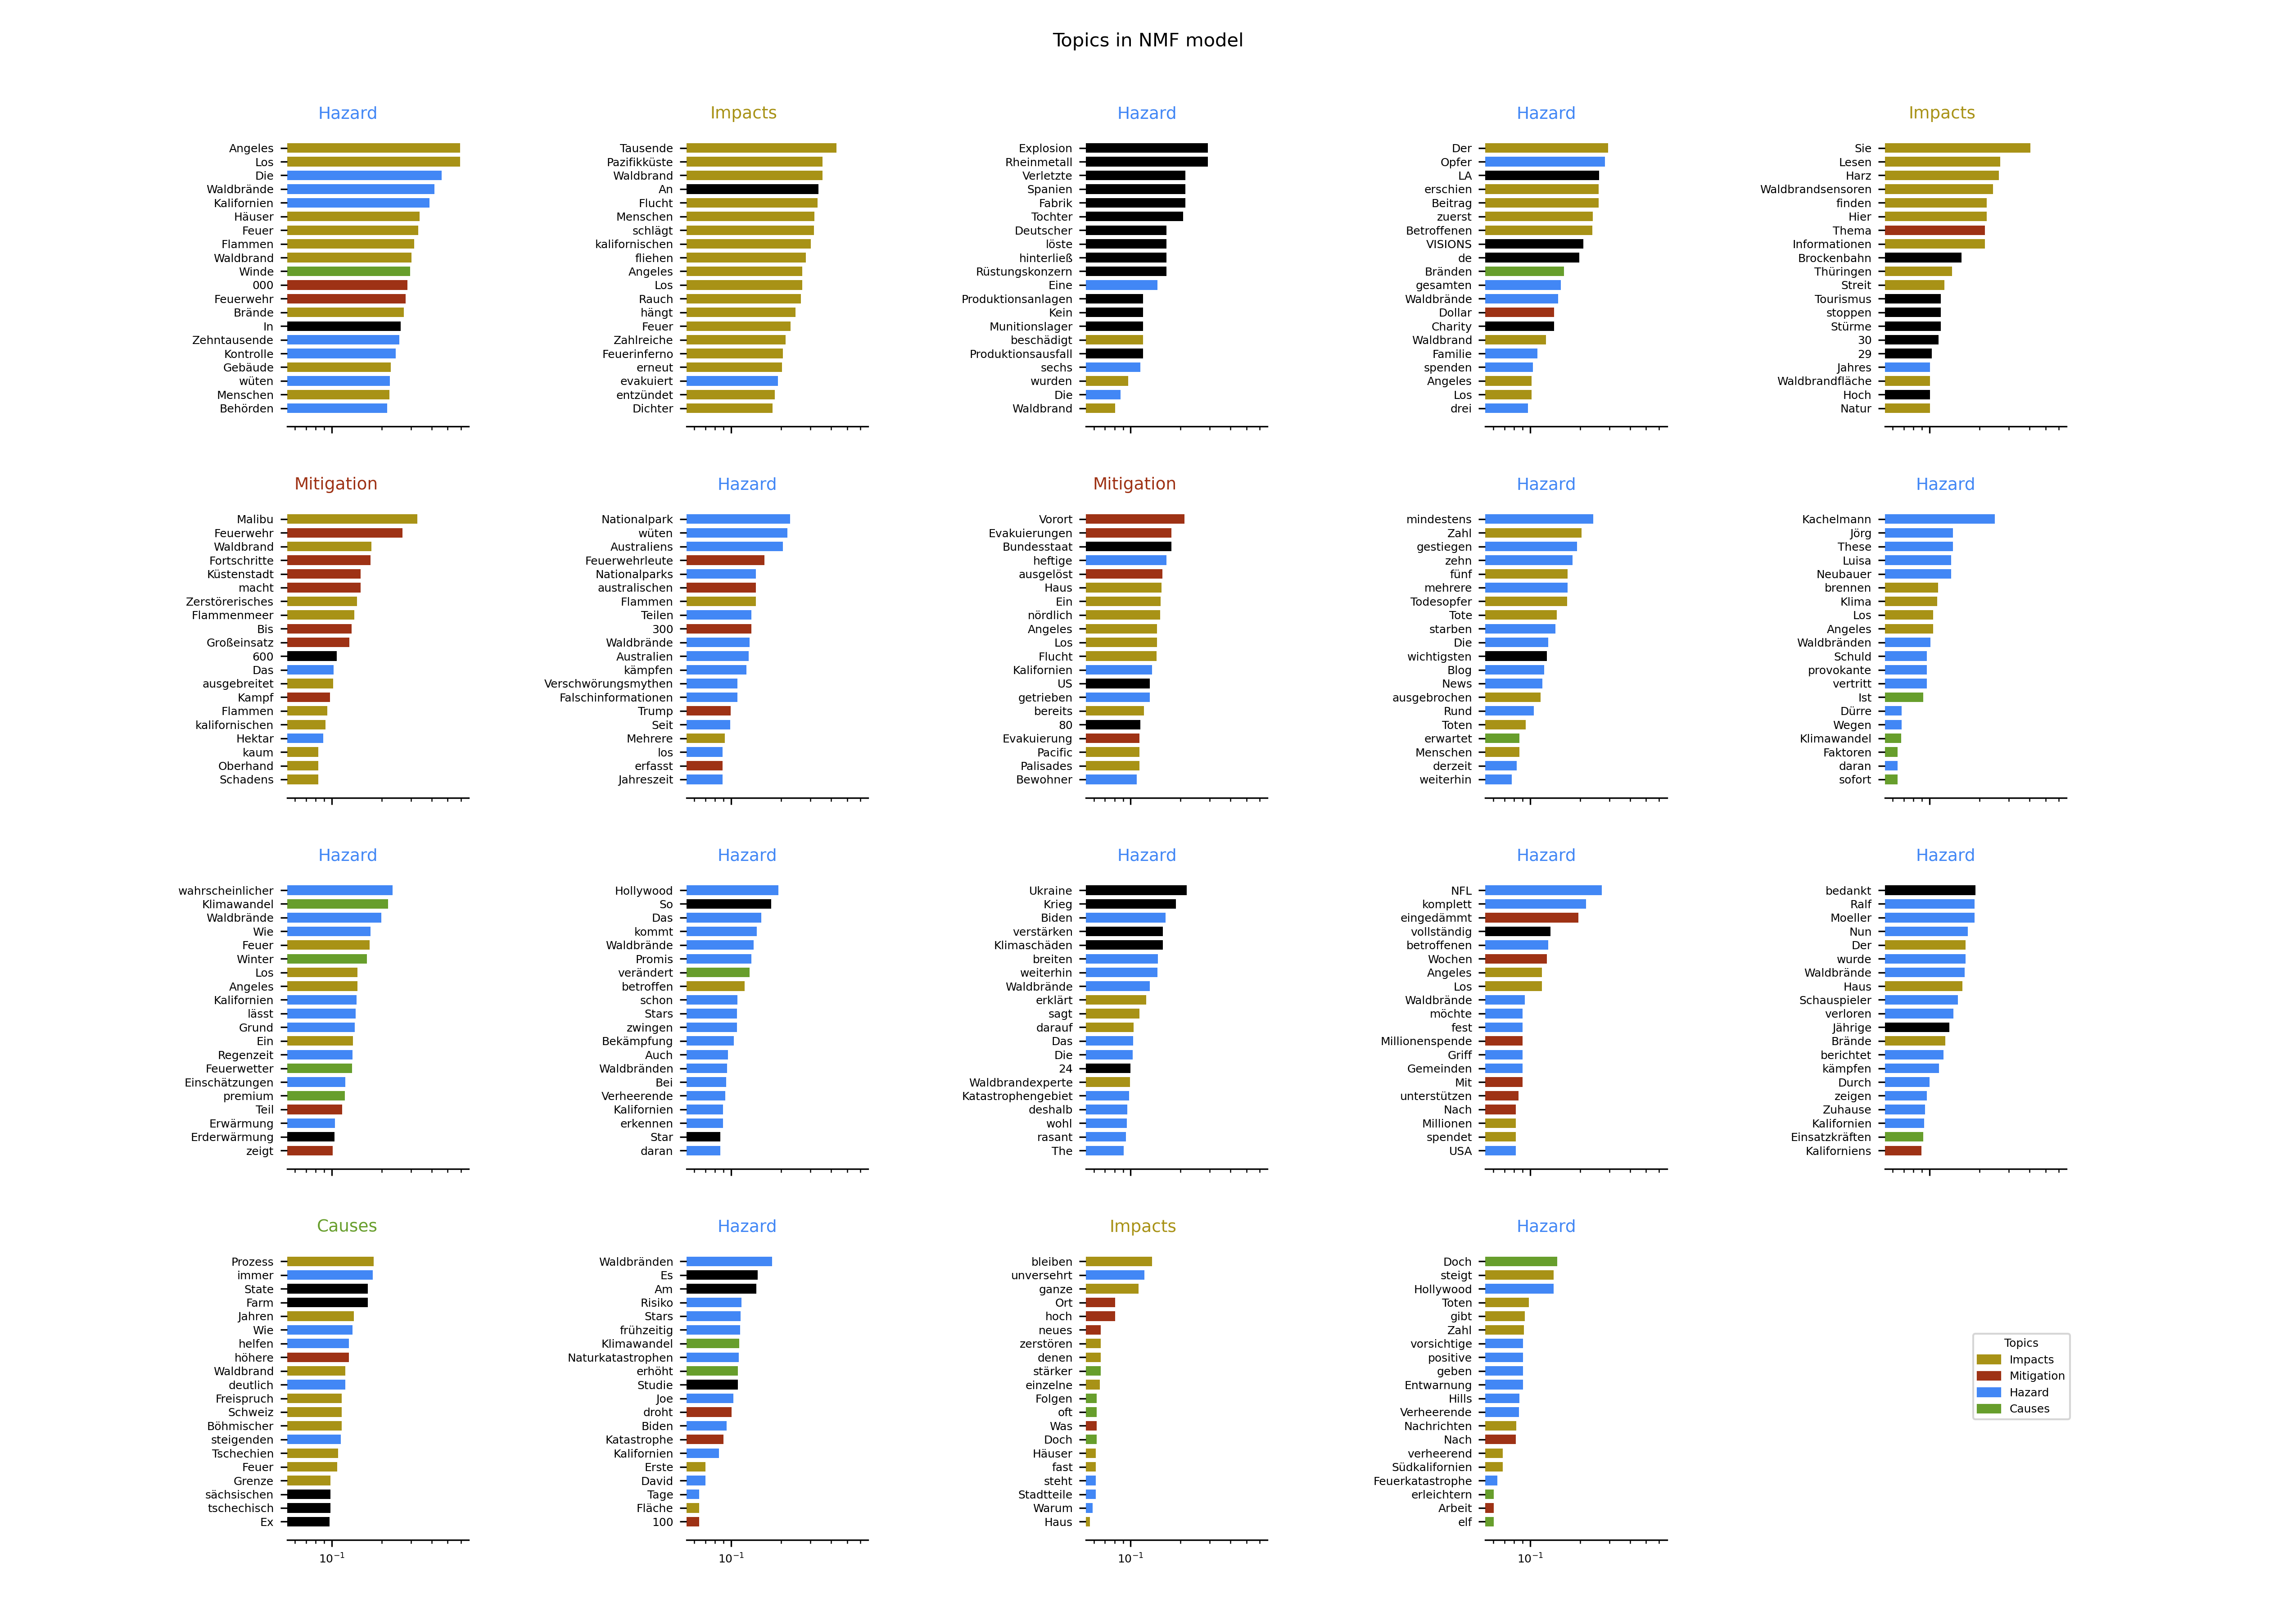 Topics in NMF model
Hazard
Angeles
Los
Die
Waldbrände
Kalifornien
Häuser
Feuer
Flammen
Waldbrand
Winde
000
Feuerwehr
Brände
In
Zehntausende
Kontrolle
Gebäude
wüten
Menschen
Behörden
Impacts
Tausende
Pazifikküste
Waldbrand
An
Flucht
Menschen
schlägt
kalifornischen
fliehen
Angeles
Los
Rauch
hängt
Feuer
Zahlreiche
Feuerinferno
erneut
evakuiert
entzündet
Dichter
Hazard
Explosion
Rheinmetall
Verletzte
Spanien
Fabrik
Tochter
Deutscher
löste
hinterließ
Rüstungskonzern
Eine
Produktionsanlagen
Kein
Munitionslager
beschädigt
Produktionsausfall
sechs
wurden
Die
Waldbrand
Hazard
Der
Opfer
LA
erschien
Beitrag
zuerst
Betroffenen
VISIONS
de
Bränden
gesamten
Waldbrände
Dollar
Charity
Waldbrand
Familie
spenden
Angeles
Los
drei
Impacts
Sie
Lesen
Harz
Waldbrandsensoren
finden
Hier
Thema
Informationen
Brockenbahn
Thüringen
Streit
Tourismus
stoppen
Stürme
30
29
Jahres
Waldbrandfläche
Hoch
Natur
Mitigation
Malibu
Feuerwehr
Waldbrand
Fortschritte
Küstenstadt
macht
Zerstörerisches
Flammenmeer
Bis
Großeinsatz
600
Das
ausgebreitet
Kampf
Flammen
kalifornischen
Hektar
kaum
Oberhand
Schadens
Hazard
Nationalpark
wüten
Australiens
Feuerwehrleute
Nationalparks
australischen
Flammen
Teilen
300
Waldbrände
Australien
kämpfen
Verschwörungsmythen
Falschinformationen
Trump
Seit
Mehrere
los
erfasst
Jahreszeit
Mitigation
Vorort
Evakuierungen
Bundesstaat
heftige
ausgelöst
Haus
Ein
nördlich
Angeles
Los
Flucht
Kalifornien
US
getrieben
bereits
80
Evakuierung
Pacific
Palisades
Bewohner
Hazard
mindestens
Zahl
gestiegen
zehn
fünf
mehrere
Todesopfer
Tote
starben
Die
wichtigsten
Blog
News
ausgebrochen
Rund
Toten
erwartet
Menschen
derzeit
weiterhin
Hazard
Kachelmann
Jörg
These
Luisa
Neubauer
brennen
Klima
Los
Angeles
Waldbränden
Schuld
provokante
vertritt
Ist
Dürre
Wegen
Klimawandel
Faktoren
daran
sofort
Hazard
wahrscheinlicher
Klimawandel
Waldbrände
Wie
Feuer
Winter
Los
Angeles
Kalifornien
lässt
Grund
Ein
Regenzeit
Feuerwetter
Einschätzungen
premium
Teil
Erwärmung
Erderwärmung
zeigt
Hazard
Hollywood
So
Das
kommt
Waldbrände
Promis
verändert
betroffen
schon
Stars
zwingen
Bekämpfung
Auch
Waldbränden
Bei
Verheerende
Kalifornien
erkennen
Star
daran
Hazard
Ukraine
Krieg
Biden
verstärken
Klimaschäden
breiten
weiterhin
Waldbrände
erklärt
sagt
darauf
Das
Die
24
Waldbrandexperte
Katastrophengebiet
deshalb
wohl
rasant
The
Hazard
NFL
komplett
eingedämmt
vollständig
betroffenen
Wochen
Angeles
Los
Waldbrände
möchte
fest
Millionenspende
Griff
Gemeinden
Mit
unterstützen
Nach
Millionen
spendet
USA
Hazard
bedankt
Ralf
Moeller
Nun
Der
wurde
Waldbrände
Haus
Schauspieler
verloren
Jährige
Brände
berichtet
kämpfen
Durch
zeigen
Zuhause
Kalifornien
Einsatzkräften
Kaliforniens
Causes
Prozess
immer
State
Farm
Jahren
Wie
helfen
höhere
Waldbrand
deutlich
Freispruch
Schweiz
Böhmischer
steigenden
Tschechien
Feuer
Grenze
sächsischen
tschechisch
Ex
10⁻¹
Hazard
Waldbränden
Es
Am
Risiko
Stars
frühzeitig
Klimawandel
Naturkatastrophen
erhöht
Studie
Joe
droht
Biden
Katastrophe
Kalifornien
Erste
David
Tage
Fläche
100
10⁻¹
Impacts
bleiben
unversehrt
ganze
Ort
hoch
neues
zerstören
denen
stärker
einzelne
Folgen
oft
Was
Doch
Häuser
fast
steht
Stadtteile
Warum
Haus
10⁻¹
Hazard
Doch
steigt
Hollywood
Toten
gibt
Zahl
vorsichtige
positive
geben
Entwarnung
Hills
Verheerende
Nachrichten
Nach
verheerend
Südkalifornien
Feuerkatastrophe
erleichtern
Arbeit
elf
10⁻¹
Topics
Impacts
Mitigation
Hazard
Causes